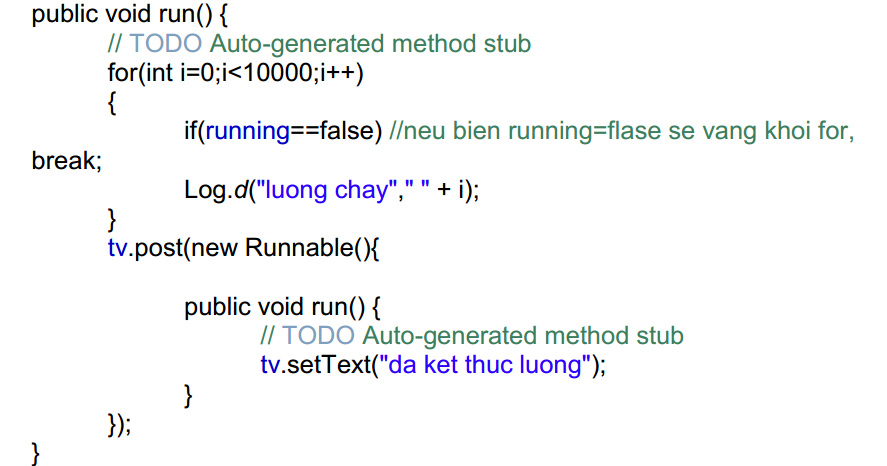 public void run() {
// TODO Auto-generated method stub
for(int i=0;i<10000;i++)
{
if(running==false) //neu bien running=flase se vang khoi for,
break;
Log.d("luong chay"," " + i);
}
tv.post(new Runnable(){
public void run() {
// TODO Auto-generated method stub
tv.setText("da ket thuc luong");
}
});
}